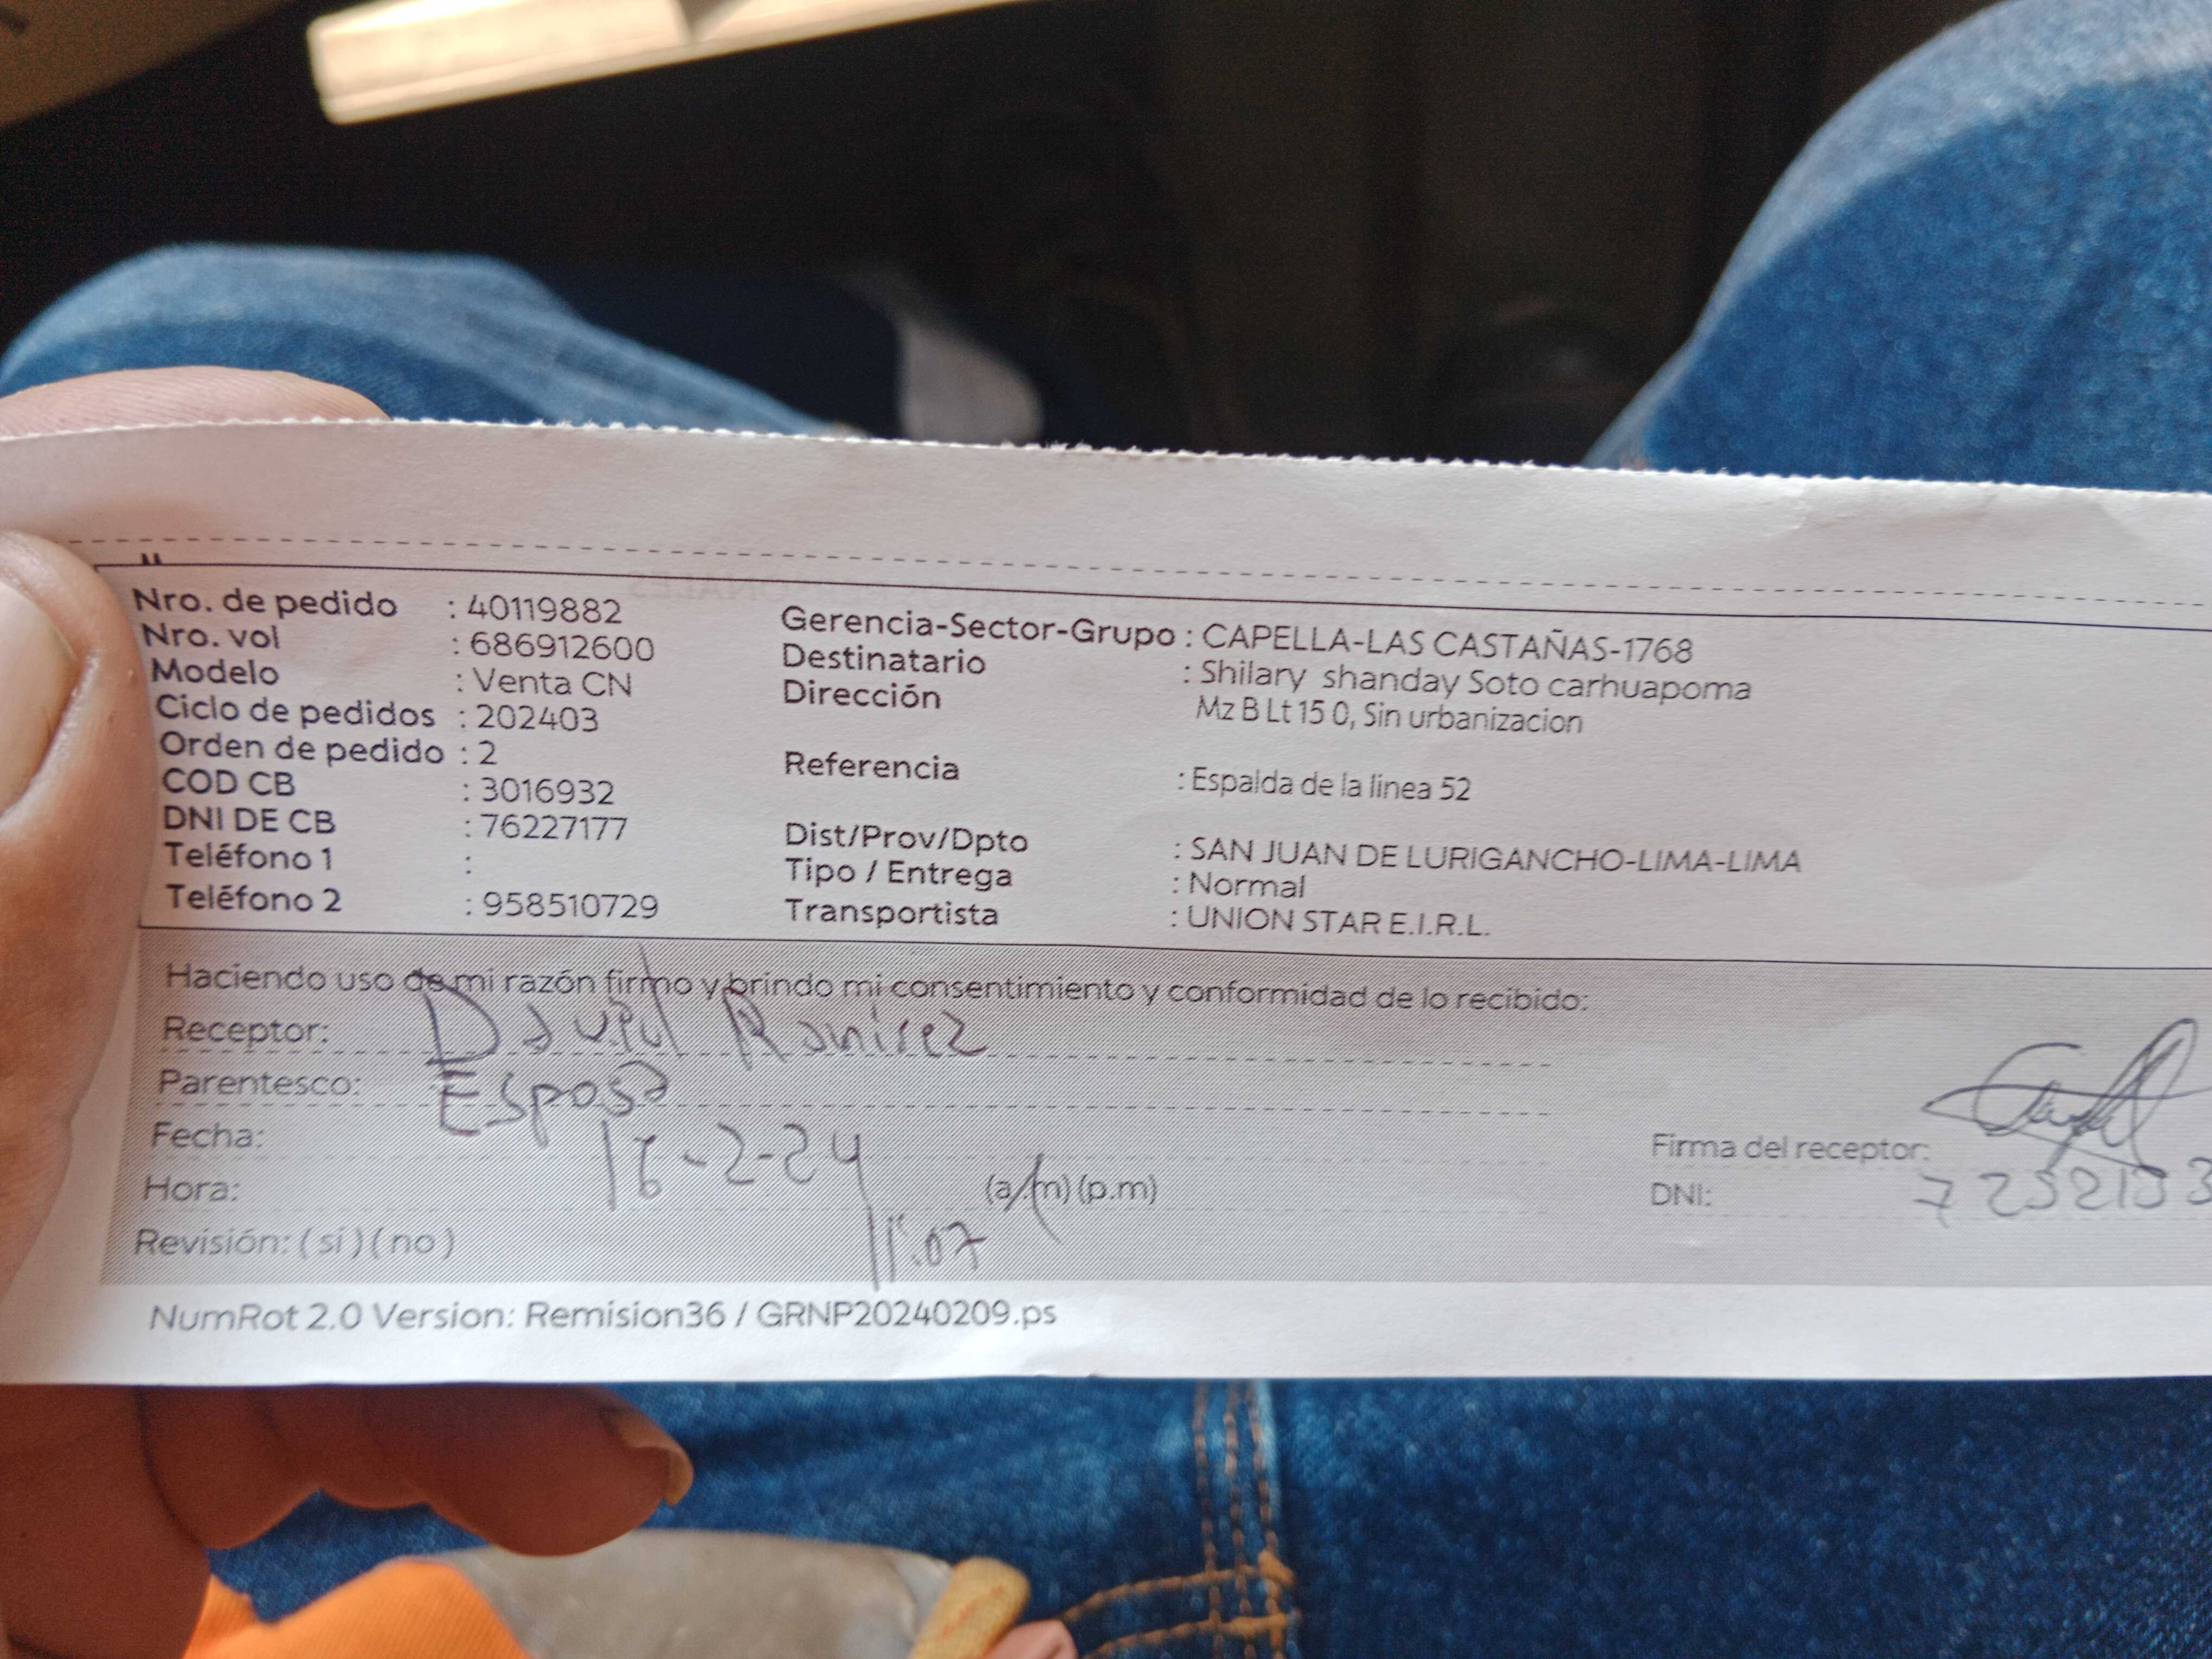 Nro. de pedido : 40119882
Nro. vol : 686912600
Modelo : Venta CN
Ciclo de pedidos : 202403
Orden de pedido : 2
COD CB : 3016932
DNI DE CB : 76227177
Teléfono 1 :
Teléfono 2 : 958510729
Gerencia-Sector-Grupo : CAPELLA-LAS CASTAÑAS-1768
Destinatario : Shilary shanday Soto carhuapoma
Dirección Mz B Lt 15 0, Sin urbanizacion
Referencia : Espalda de la linea 52
Dist/Prov/Dpto : SAN JUAN DE LURIGANCHO-LIMA-LIMA
Tipo / Entrega : Normal
Transportista : UNION STAR E.I.R.L.
Haciendo uso de mi razón firmo y brindo mi consentimiento y conformidad de lo recibido:
Receptor: David Ramirez
Parentesco: Esposo
Fecha: 16-2-24
Hora: 11:07 (a.m) (p.m)
Revisión: ( si ) ( no )
Firma del receptor:
DNI:
NumRot 2.0 Version: Remision36 / GRNP20240209.ps